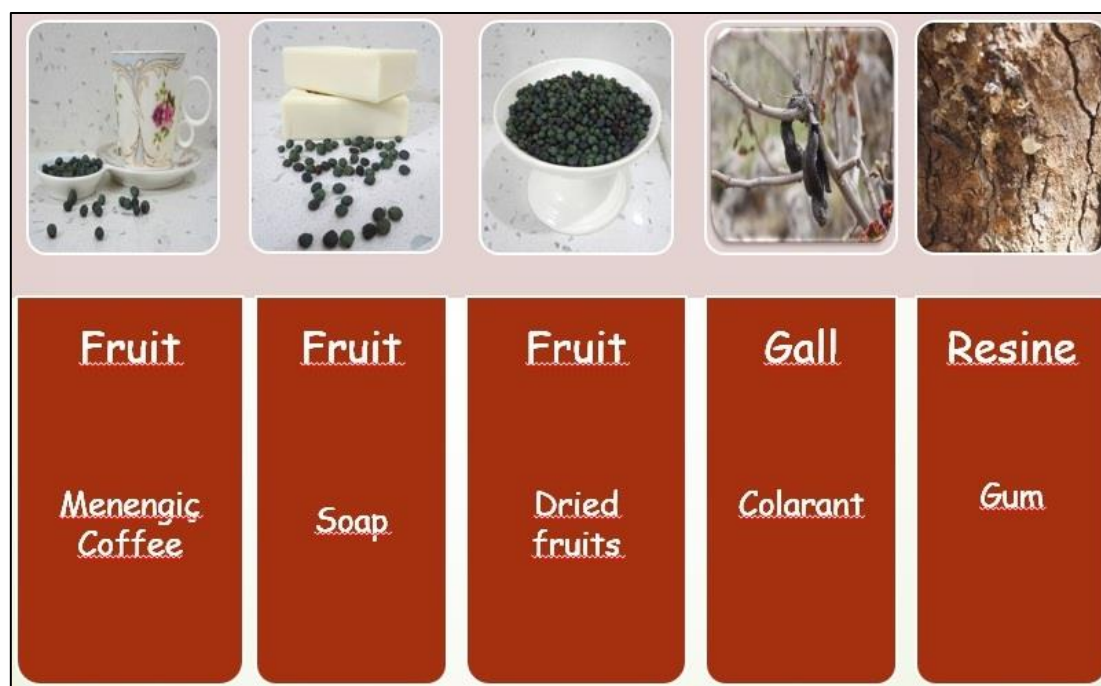 Fruit
Menengiç
Coffee
Fruit
Soap
Fruit
Dried
fruits
Gall
Colarant
Resine
Gum